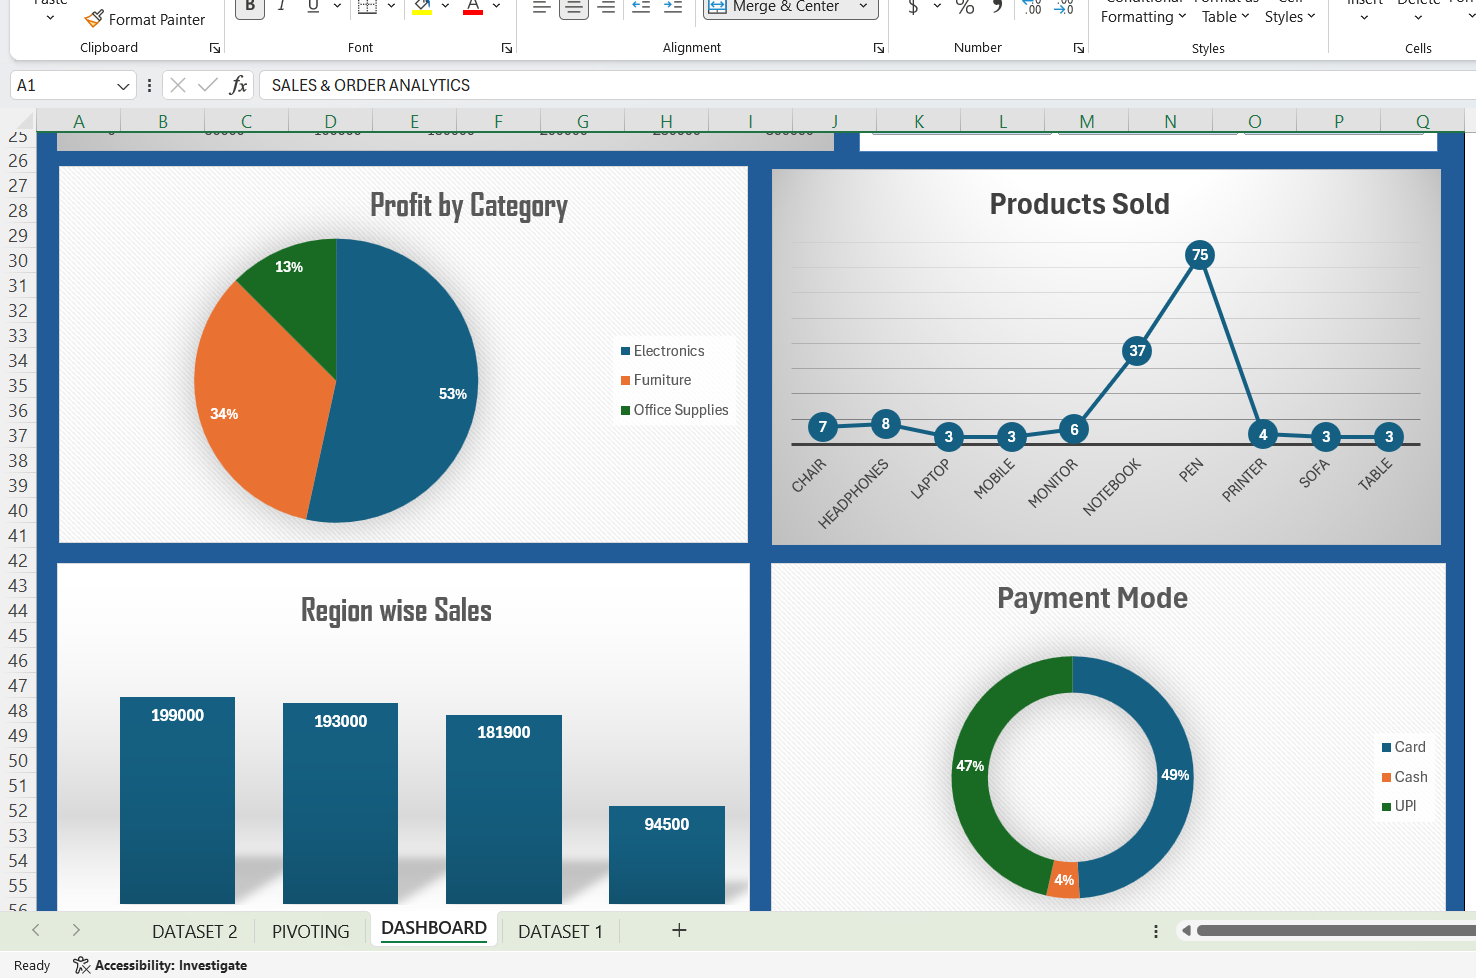 Format Painter
B I U A
Merge & Center
$ % 9
Formatting Table Styles
Clipboard Font Alignment Number Styles Cells
A1 fx SALES & ORDER ANALYTICS
A B C D E F G H I J K L M N O P Q
25
26
27
28
29
30
31
32
33
34
35
36
37
38
39
40
41
42
43
44
45
46
47
48
49
50
51
52
53
54
55
56
Profit by Category
13%
34%
53%
Electronics
Furniture
Office Supplies
Products Sold
7 8 3 3 6 37 75 4 3 3
CHAIR HEADPHONES LAPTOP MOBILE MONITOR NOTEBOOK PEN PRINTER SOFA TABLE
Region wise Sales
199000 193000 181900 94500
Payment Mode
47% 49%
4%
Card
Cash
UPI
DATASET 2 PIVOTING DASHBOARD DATASET 1 +
Ready Accessibility: Investigate